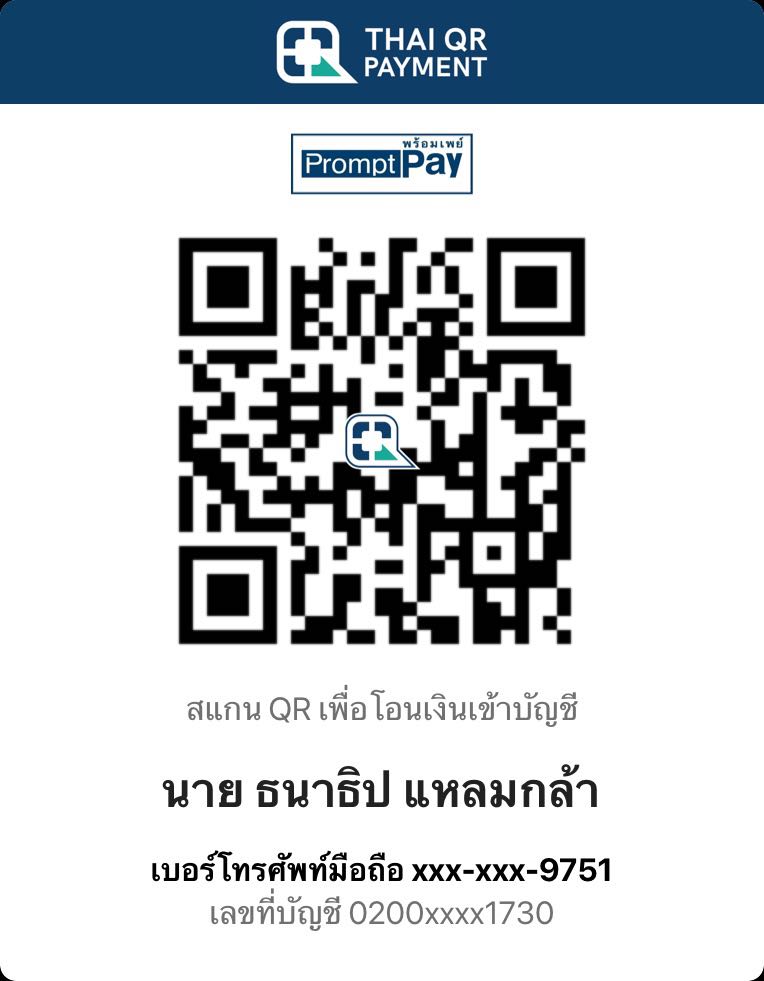 THAI QR
PAYMENT
พร้อมเพย์
PromptPay
สแกน QR เพื่อโอนเงินเข้าบัญชี
นาย ธนาธิป แหลมกล้า
เบอร์โทรศัพท์มือถือ xxx-xxx-9751
เลขที่บัญชี 0200xxxx1730